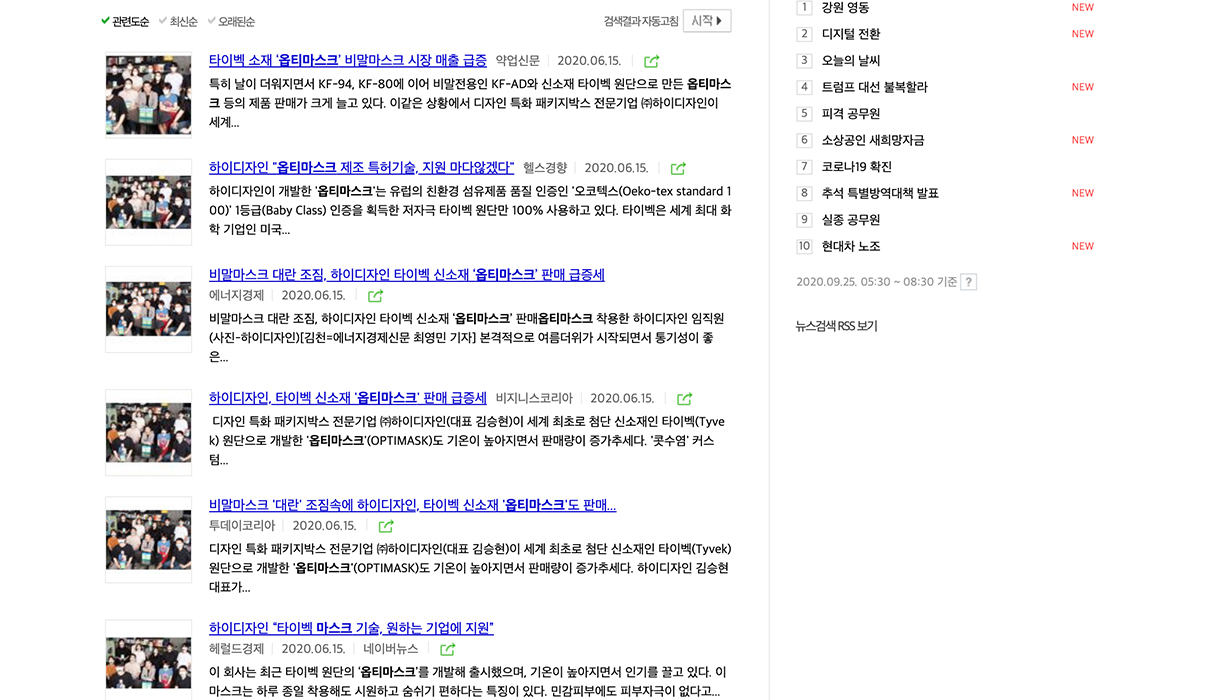 관련도순 최신순 오래된순 검색결과 자동고침 시작
타이벡 소재 '옵티마스크' 비말마스크 시장 매출 급증 약업신문 2020.06.15.
특히 날이 더워지면서 KF-94, KF-80에 이어 비말전용인 KF-AD와 신소재 타이벡 원단으로 만든 옵티마스
크 등의 제품 판매가 크게 늘고 있다. 이같은 상황에서 디자인 특화 패키지박스 전문기업 ㈜하이디자인이
세계...
하이디자인 "옵티마스크 제조 특허기술, 지원 마다않겠다" 헬스경향 2020.06.15.
하이디자인이 개발한 '옵티마스크'는 유럽의 친환경 섬유제품 품질 인증인 '오코텍스(Oeko-tex standard 1
00)' 1등급(Baby Class) 인증을 획득한 저자극 타이벡 원단만 100% 사용하고 있다. 타이벡은 세계 최대 화
학 기업인 미국...
비말마스크 대란 조짐, 하이디자인 타이벡 신소재 '옵티마스크' 판매 급증세
에너지경제 2020.06.15.
비말마스크 대란 조짐, 하이디자인 타이벡 신소재 '옵티마스크' 판매옵티마스크 착용한 하이디자인 임직원
(사진-하이디자인)[김천=에너지경제신문 최영민 기자] 본격적으로 여름더위가 시작되면서 통기성이 좋
은...
하이디자인, 타이벡 신소재 '옵티마스크' 판매 급증세 비지니스코리아 2020.06.15.
디자인 특화 패키지박스 전문기업 ㈜하이디자인(대표 김승현)이 세계 최초로 첨단 신소재인 타이벡(Tyve
k) 원단으로 개발한 '옵티마스크'(OPTIMASK)도 기온이 높아지면서 판매량이 증가추세다. '콧수염' 커스
텀...
비말마스크 '대란' 조짐속에 하이디자인, 타이벡 신소재 '옵티마스크'도 판매...
투데이코리아 2020.06.15.
디자인 특화 패키지박스 전문기업 ㈜하이디자인(대표 김승현)이 세계 최초로 첨단 신소재인 타이벡(Tyvek)
원단으로 개발한 '옵티마스크'(OPTIMASK)도 기온이 높아지면서 판매량이 증가추세다. 하이디자인 김승현
대표가...
하이디자인 "타이벡 마스크 기술, 원하는 기업에 지원"
헤럴드경제 2020.06.15. 네이버뉴스
이 회사는 최근 타이벡 원단의 '옵티마스크'를 개발해 출시했으며, 기온이 높아지면서 인기를 끌고 있다. 이
마스크는 하루 종일 착용해도 시원하고 숨쉬기 편하다는 특징이 있다. 민감피부에도 피부자극이 없다고...
1 강원 영동 NEW
2 디지털 전환 NEW
3 오늘의 날씨
4 트럼프 대선 불복할라 NEW
5 피격 공무원
6 소상공인 새희망자금 NEW
7 코로나19 확진
8 추석 특별방역대책 발표 NEW
9 실종 공무원
10 현대차 노조 NEW
2020.09.25. 05:30 ~ 08:30 기준 ?
뉴스검색 RSS 보기